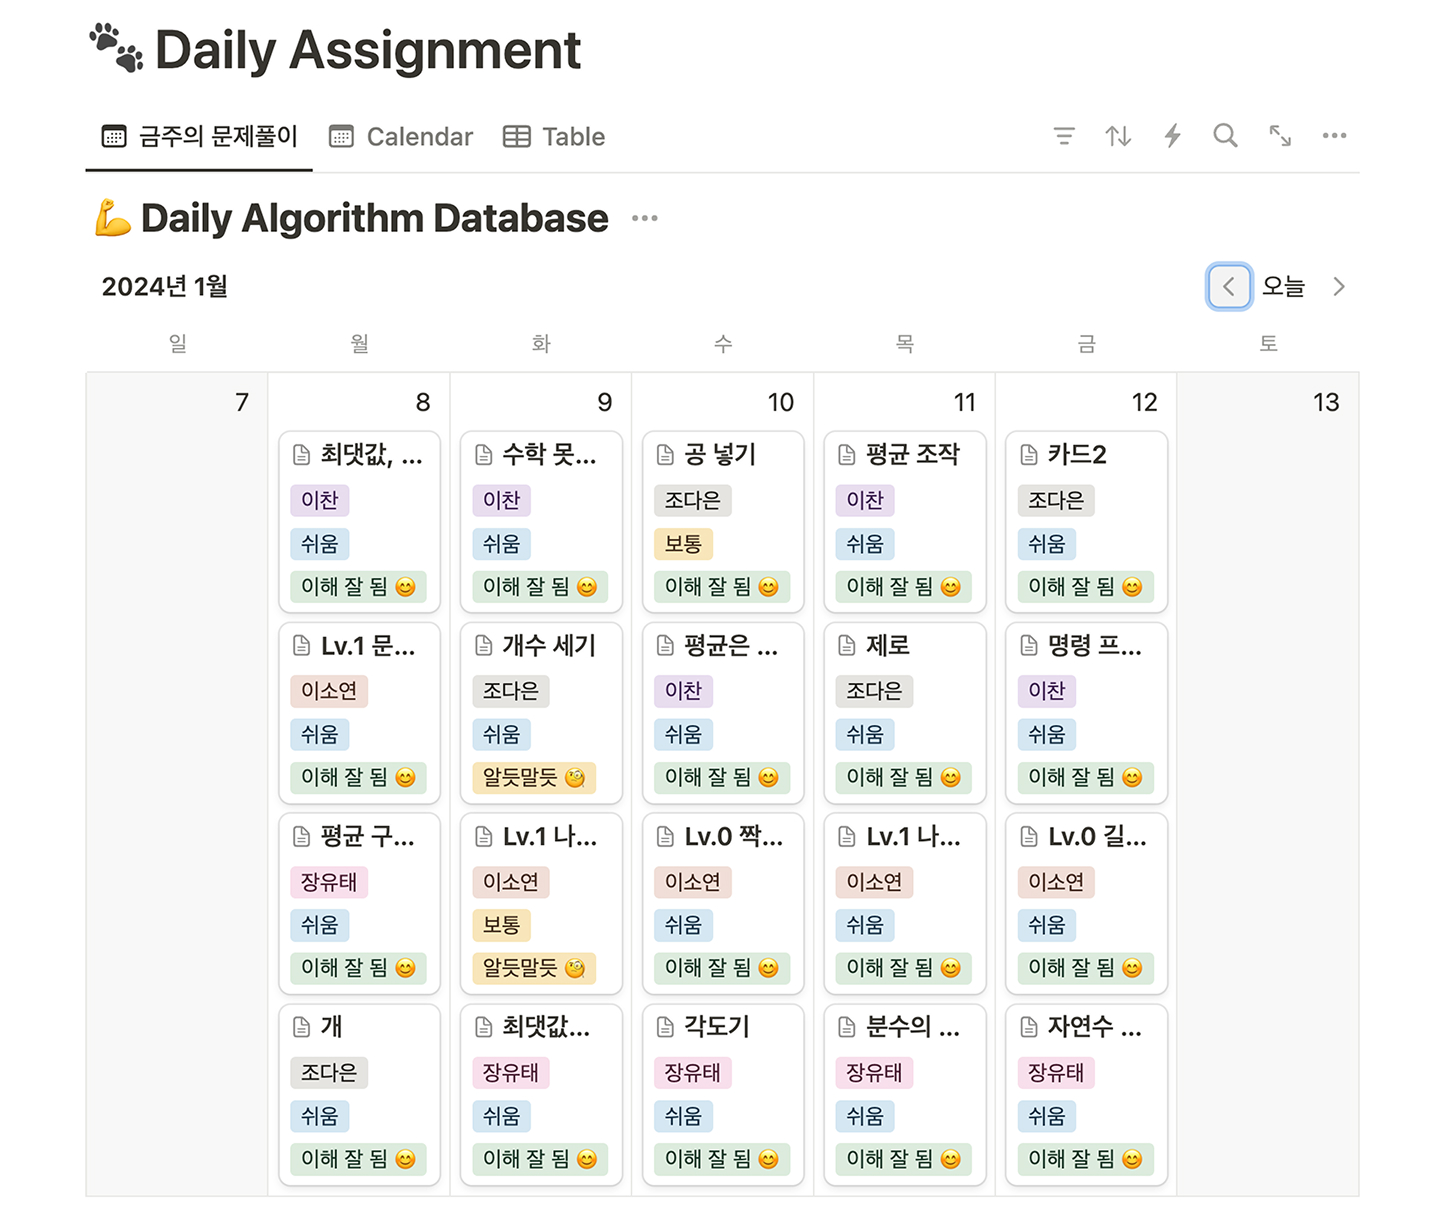 Daily Assignment
금주의 문제풀이 Calendar Table
Daily Algorithm Database
2024년 1월
오늘
일 월 화 수 목 금 토
7 8 9 10 11 12 13
최댓값, ...
이찬
쉬움
이해 잘 됨 😊
Lv.1 문...
이소연
쉬움
이해 잘 됨 😊
평균 구...
장유태
쉬움
이해 잘 됨 😊
개
조다은
쉬움
이해 잘 됨 😊
수학 못...
이찬
쉬움
이해 잘 됨 😊
개수 세기
조다은
쉬움
알듯말듯 🧐
Lv.1 나...
이소연
보통
알듯말듯 🧐
최댓값...
장유태
쉬움
이해 잘 됨 😊
공 넣기
조다은
보통
이해 잘 됨 😊
평균은 ...
이찬
쉬움
이해 잘 됨 😊
Lv.0 짝...
이소연
쉬움
이해 잘 됨 😊
각도기
장유태
쉬움
이해 잘 됨 😊
평균 조작
이찬
쉬움
이해 잘 됨 😊
제로
조다은
쉬움
이해 잘 됨 😊
Lv.1 나...
이소연
쉬움
이해 잘 됨 😊
분수의 ...
장유태
쉬움
이해 잘 됨 😊
카드2
조다은
쉬움
이해 잘 됨 😊
명령 프...
이찬
쉬움
이해 잘 됨 😊
Lv.0 길...
이소연
쉬움
이해 잘 됨 😊
자연수 ...
장유태
쉬움
이해 잘 됨 😊